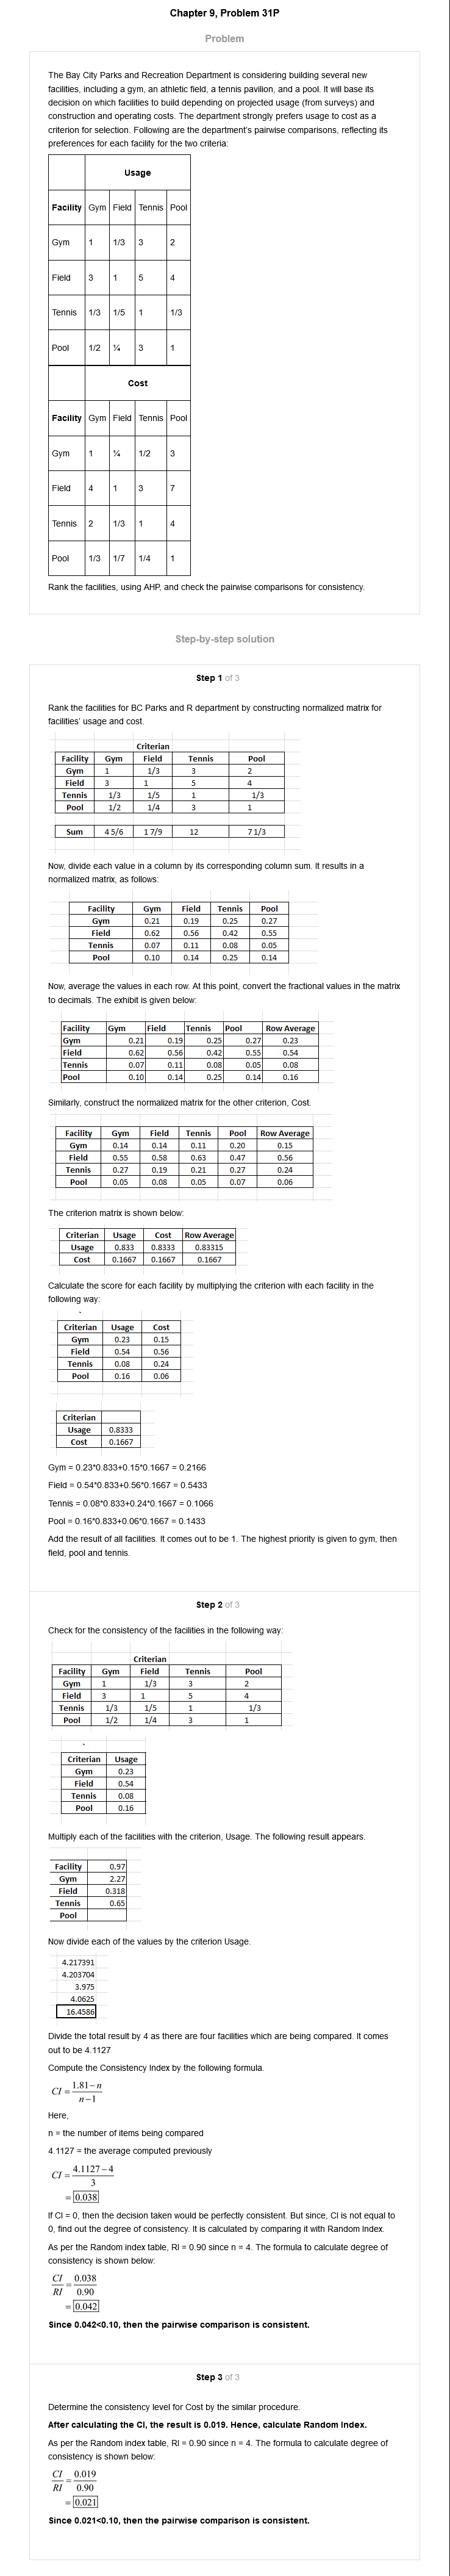 Chapter 9, Problem 31P
Problem
The Bay City Parks and Recreation Department is considering building several new
facilities, including a gym, an athletic field, a tennis pavilion, and a pool. It will base its
decision on which facilities to build depending on projected usage (from surveys) and
construction and operating costs. The department strongly prefers usage to cost as a
criterion for selection. Following are the department's pairwise comparisons, reflecting its
preferences for each facility for the two criteria:
Usage
Facility Gym Field Tennis Pool
Gym 1 1/3 3 2
Field 3 1 5 4
Tennis 1/3 1/5 1 1/3
Pool 1/2 ¼ 3 1
Cost
Facility Gym Field Tennis Pool
Gym 1 ¼ 1/2 3
Field 4 1 3 7
Tennis 2 1/3 1 4
Pool 1/3 1/7 1/4 1
Rank the facilities, using AHP, and check the pairwise comparisons for consistency.
Step-by-step solution
Step 1 of 3
Rank the facilities for BC Parks and R department by constructing normalized matrix for
facilities' usage and cost.
Criterian
Facility Gym Field Tennis Pool
Gym 1 1/3 3 2
Field 3 1 5 4
Tennis 1/3 1/5 1 1/3
Pool 1/2 1/4 3 1
Sum 4 5/6 1 7/9 12 7 1/3
Now, divide each value in a column by its corresponding column sum. It results in a
normalized matrix, as follows:
Facility Gym Field Tennis Pool
Gym 0.21 0.19 0.25 0.27
Field 0.62 0.56 0.42 0.55
Tennis 0.07 0.11 0.08 0.05
Pool 0.10 0.14 0.25 0.14
Now, average the values in each row. At this point, convert the fractional values in the matrix
to decimals. The exhibit is given below:
Facility Gym Field Tennis Pool Row Average
Gym 0.21 0.19 0.25 0.27 0.23
Field 0.62 0.56 0.42 0.55 0.54
Tennis 0.07 0.11 0.08 0.05 0.08
Pool 0.10 0.14 0.25 0.14 0.16
Similarly, construct the normalized matrix for the other criterion, Cost.
Facility Gym Field Tennis Pool Row Average
Gym 0.14 0.14 0.11 0.20 0.15
Field 0.55 0.58 0.63 0.47 0.56
Tennis 0.27 0.19 0.21 0.27 0.24
Pool 0.05 0.08 0.05 0.07 0.06
The criterion matrix is shown below:
Criterian Usage Cost Row Average
Usage 0.833 0.8333 0.83315
Cost 0.1667 0.1667 0.1667
Calculate the score for each facility by multiplying the criterion with each facility in the
following way:
Criterian Usage Cost
Gym 0.23 0.15
Field 0.54 0.56
Tennis 0.08 0.24
Pool 0.16 0.06
Criterian
Usage 0.8333
Cost 0.1667
Gym = 0.23*0.833+0.15*0.1667 = 0.2166
Field = 0.54*0.833+0.56*0.1667 = 0.5433
Tennis = 0.08*0.833+0.24*0.1667 = 0.1066
Pool = 0.16*0.833+0.06*0.1667 = 0.1433
Add the result of all facilities. It comes out to be 1. The highest priority is given to gym, then
field, pool and tennis.
Step 2 of 3
Check for the consistency of the facilities in the following way:
Criterian
Facility Gym Field Tennis Pool
Gym 1 1/3 3 2
Field 3 1 5 4
Tennis 1/3 1/5 1 1/3
Pool 1/2 1/4 3 1
Criterian Usage
Gym 0.23
Field 0.54
Tennis 0.08
Pool 0.16
Multiply each of the facilities with the criterion, Usage. The following result appears.
Facility 0.97
Gym 2.27
Field 0.318
Tennis 0.65
Pool
Now divide each of the values by the criterion Usage.
4.217391
4.203704
3.975
4.0625
16.4586
Divide the total result by 4 as there are four facilities which are being compared. It comes
out to be 4.1127
Compute the Consistency Index by the following formula.
CI = 1.81 − n / n − 1
Here,
n = the number of items being compared
4.1127 = the average computed previously
CI = 4.1127 − 4 / 3
= 0.038
If CI = 0, then the decision taken would be perfectly consistent. But since, CI is not equal to
0, find out the degree of consistency. It is calculated by comparing it with Random Index.
As per the Random index table, RI = 0.90 since n = 4. The formula to calculate degree of
consistency is shown below:
CI / RI = 0.038 / 0.90
= 0.042
Since 0.042<0.10, then the pairwise comparison is consistent.
Step 3 of 3
Determine the consistency level for Cost by the similar procedure.
After calculating the CI, the result is 0.019. Hence, calculate Random Index.
As per the Random index table, RI = 0.90 since n = 4. The formula to calculate degree of
consistency is shown below:
CI / RI = 0.019 / 0.90
= 0.021
Since 0.021<0.10, then the pairwise comparison is consistent.